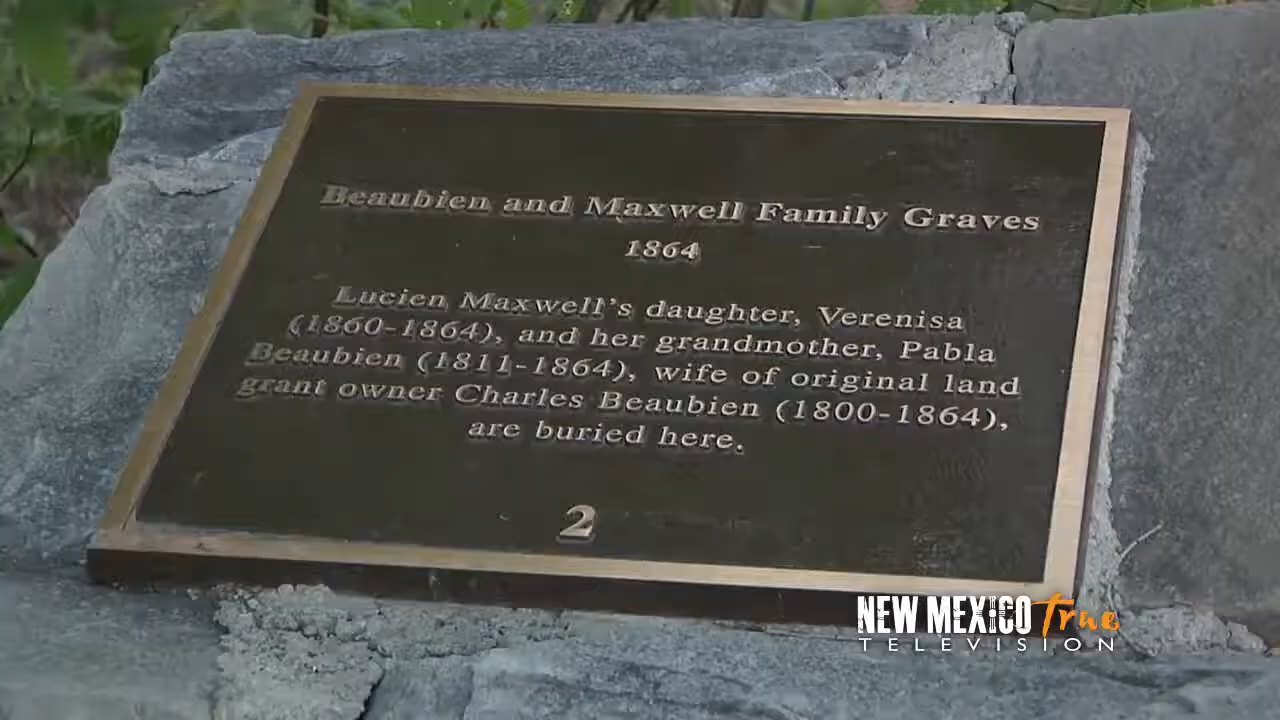 Beaubien and Maxwell Family Graves
1864
Lucien Maxwell's daughter, Verenisa
(1860-1864), and her grandmother, Pabla
Beaubien (1811-1864), wife of original land
grant owner Charles Beaubien (1800-1864),
are buried here.
2
NEW MEXICO True
TELEVISION